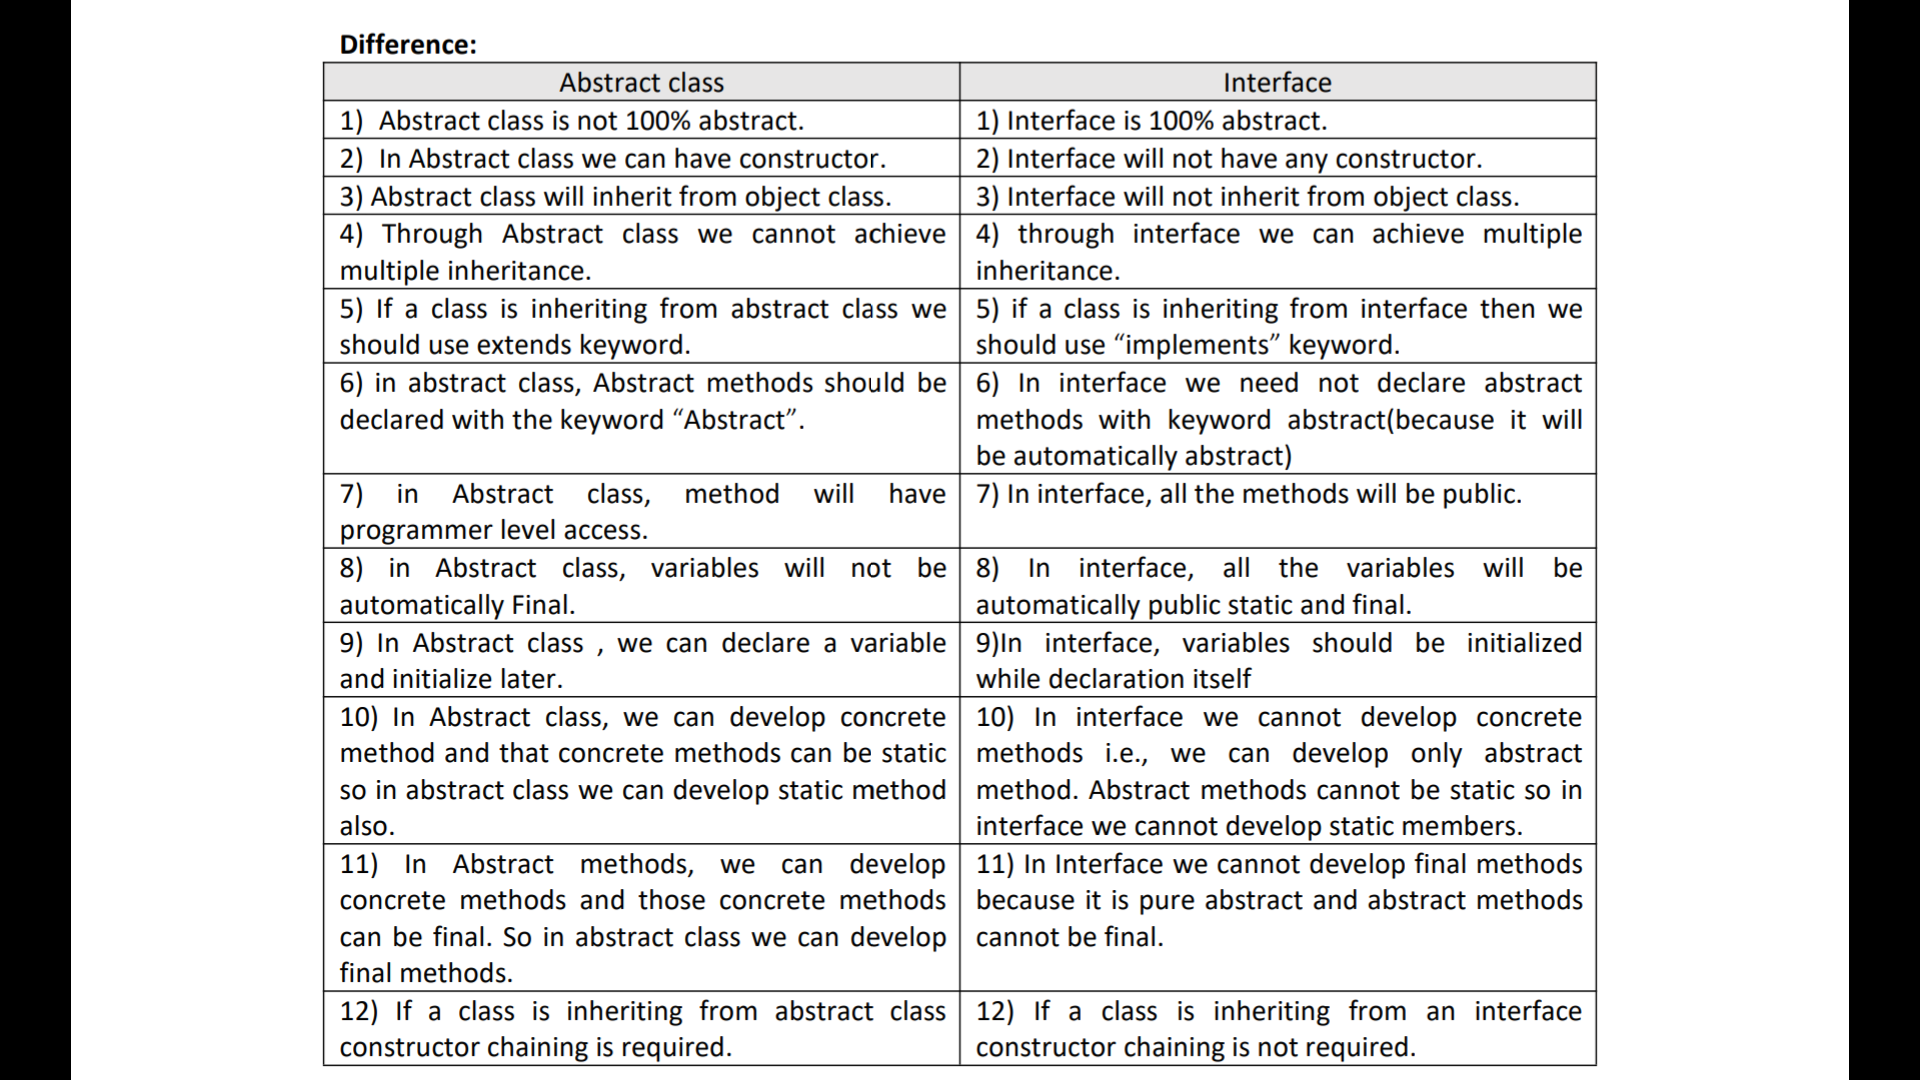 Difference:
Abstract class
Interface
1) Abstract class is not 100% abstract.
1) Interface is 100% abstract.
2) In Abstract class we can have constructor.
2) Interface will not have any constructor.
3) Abstract class will inherit from object class.
3) Interface will not inherit from object class.
4) Through Abstract class we cannot achieve
multiple inheritance.
4) through interface we can achieve multiple
inheritance.
5) If a class is inheriting from abstract class we
should use extends keyword.
5) if a class is inheriting from interface then we
should use “implements” keyword.
6) in abstract class, Abstract methods should be
declared with the keyword “Abstract”.
6) In interface we need not declare abstract
methods with keyword abstract(because it will
be automatically abstract)
7) in Abstract class, method will have
programmer level access.
7) In interface, all the methods will be public.
8) in Abstract class, variables will not be
automatically Final.
8) In interface, all the variables will be
automatically public static and final.
9) In Abstract class , we can declare a variable
and initialize later.
9)In interface, variables should be initialized
while declaration itself
10) In Abstract class, we can develop concrete
method and that concrete methods can be static
so in abstract class we can develop static method
also.
10) In interface we cannot develop concrete
methods i.e., we can develop only abstract
method. Abstract methods cannot be static so in
interface we cannot develop static members.
11) In Abstract methods, we can develop
concrete methods and those concrete methods
can be final. So in abstract class we can develop
final methods.
11) In Interface we cannot develop final methods
because it is pure abstract and abstract methods
cannot be final.
12) If a class is inheriting from abstract class
constructor chaining is required.
12) If a class is inheriting from an interface
constructor chaining is not required.